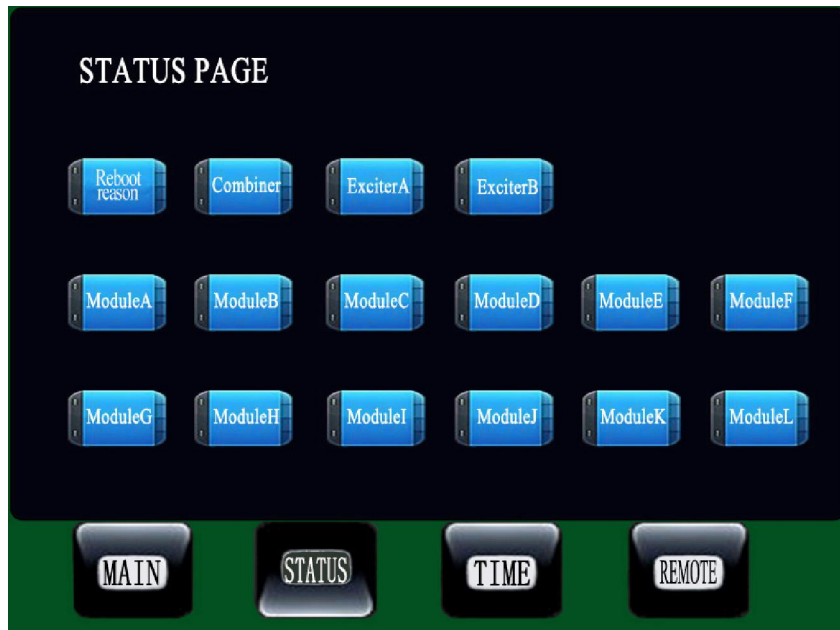 STATUS PAGE
Reboot
reason
Combiner
ExciterA
ExciterB
ModuleA
ModuleB
ModuleC
ModuleD
ModuleE
ModuleF
ModuleG
ModuleH
ModuleI
ModuleJ
ModuleK
ModuleL
MAIN
STATUS
TIME
REMOTE